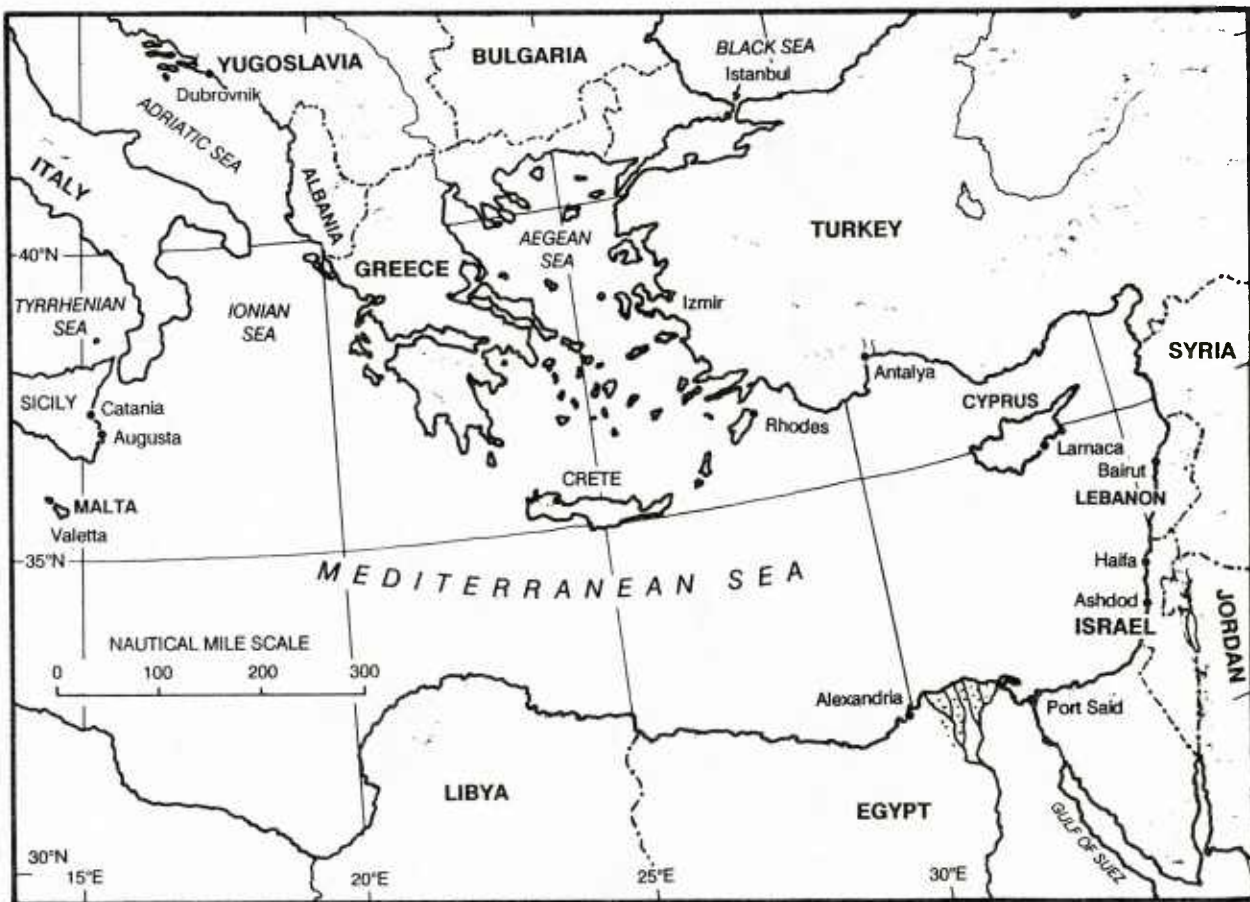 BLACK SEA
YUGOSLAVIA
BULGARIA
Istanbul
Dubrovnik
ADRIATIC SEA
ITALY
ALBANIA
TURKEY
AEGEAN
SEA
40°N
GREECE
TYRRHENIAN
SEA
IONIAN
SEA
Izmir
SYRIA
Antalya
SICILY
Catania
CYPRUS
Augusta
Rhodes
Larnaca
Bairut
CRETE
MALTA
LEBANON
Valetta
35°N
Haifa
MEDITERRANEAN SEA
Ashdod
ISRAEL
JORDAN
NAUTICAL MILE SCALE
0 100 200 300
Alexandria
Port Said
LIBYA
EGYPT
GULF OF SUEZ
30°N
15°E
20°E
25°E
30°E